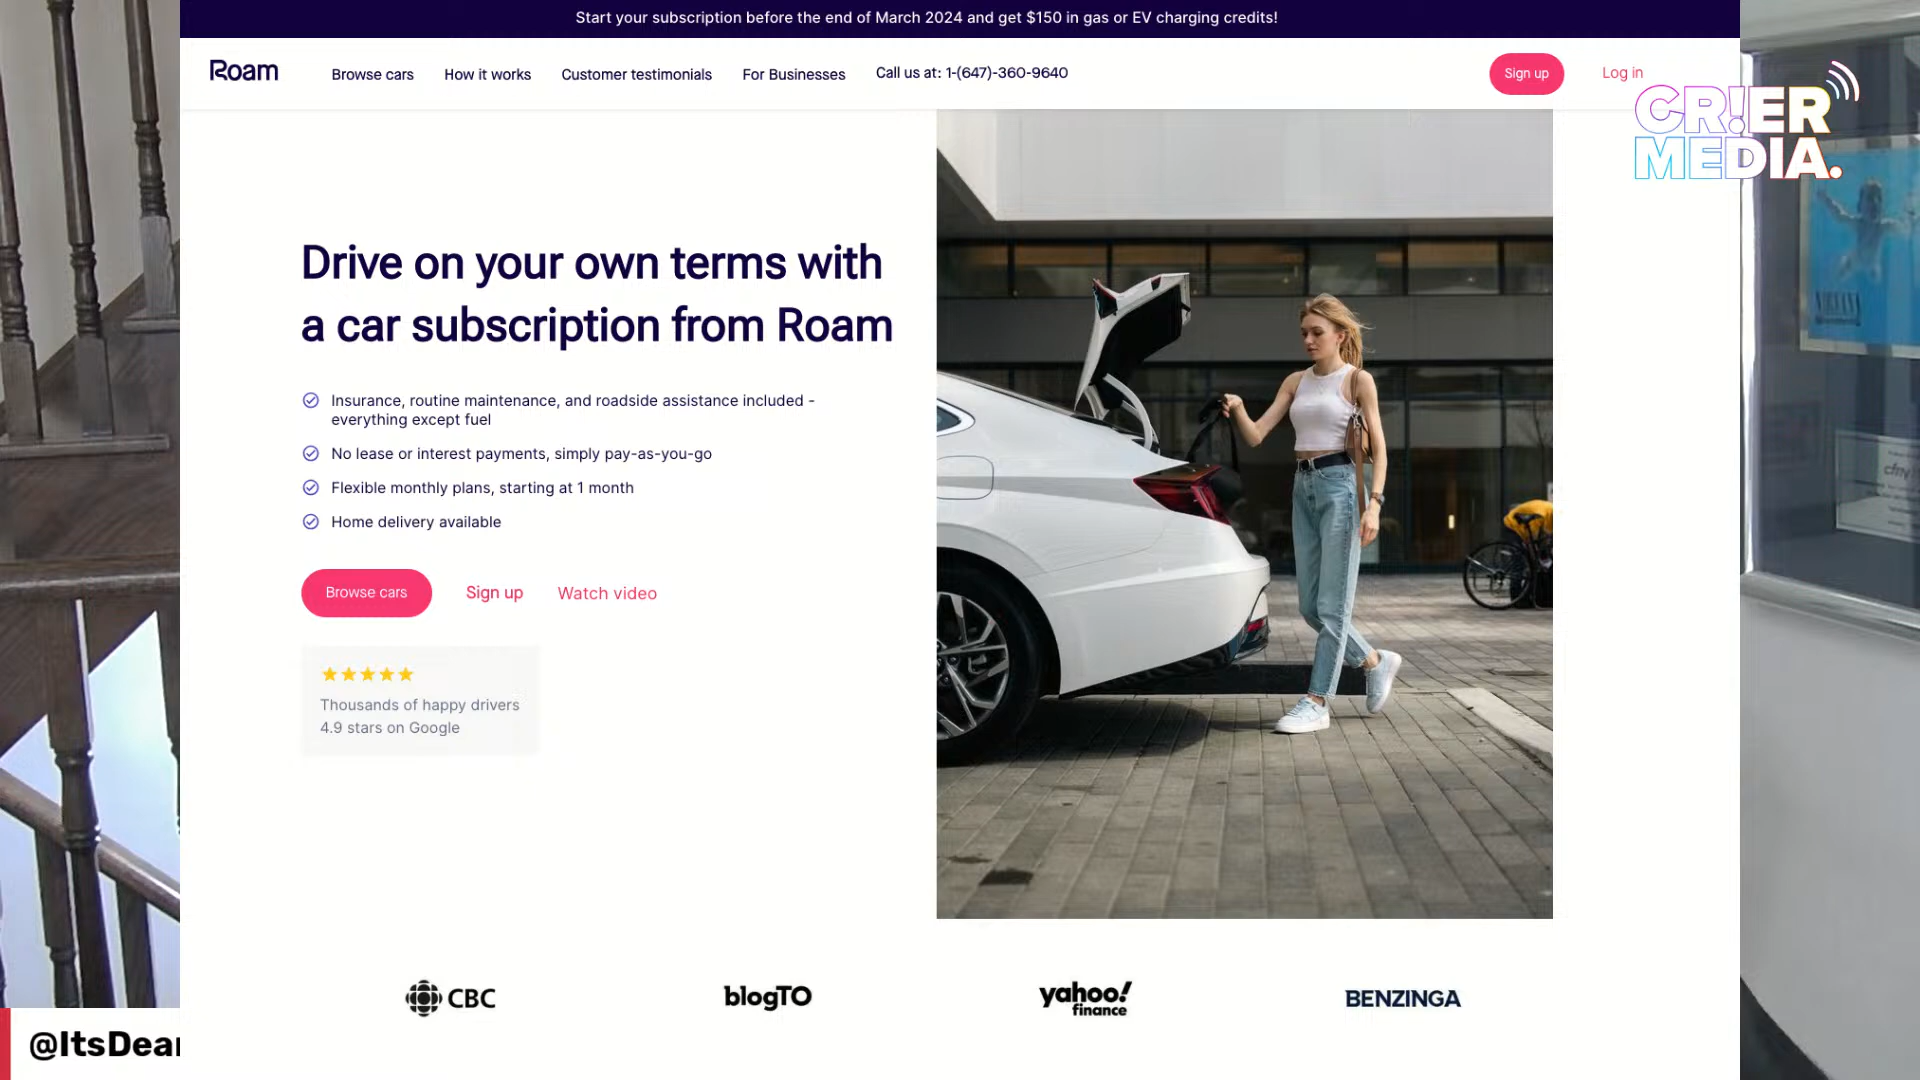 Start your subscription before the end of March 2024 and get $150 in gas or EV charging credits!
Roam
Browse cars
How it works
Customer testimonials
For Businesses
Call us at: 1-(647)-360-9640
Sign up
Log in
CR!ER
MEDIA.
Drive on your own terms with
a car subscription from Roam
Insurance, routine maintenance, and roadside assistance included -
everything except fuel
No lease or interest payments, simply pay-as-you-go
Flexible monthly plans, starting at 1 month
Home delivery available
Browse cars
Sign up
Watch video
Thousands of happy drivers
4.9 stars on Google
NIRVANA
CBC
blogTO
yahoo!
finance
BENZINGA
@ItsDea